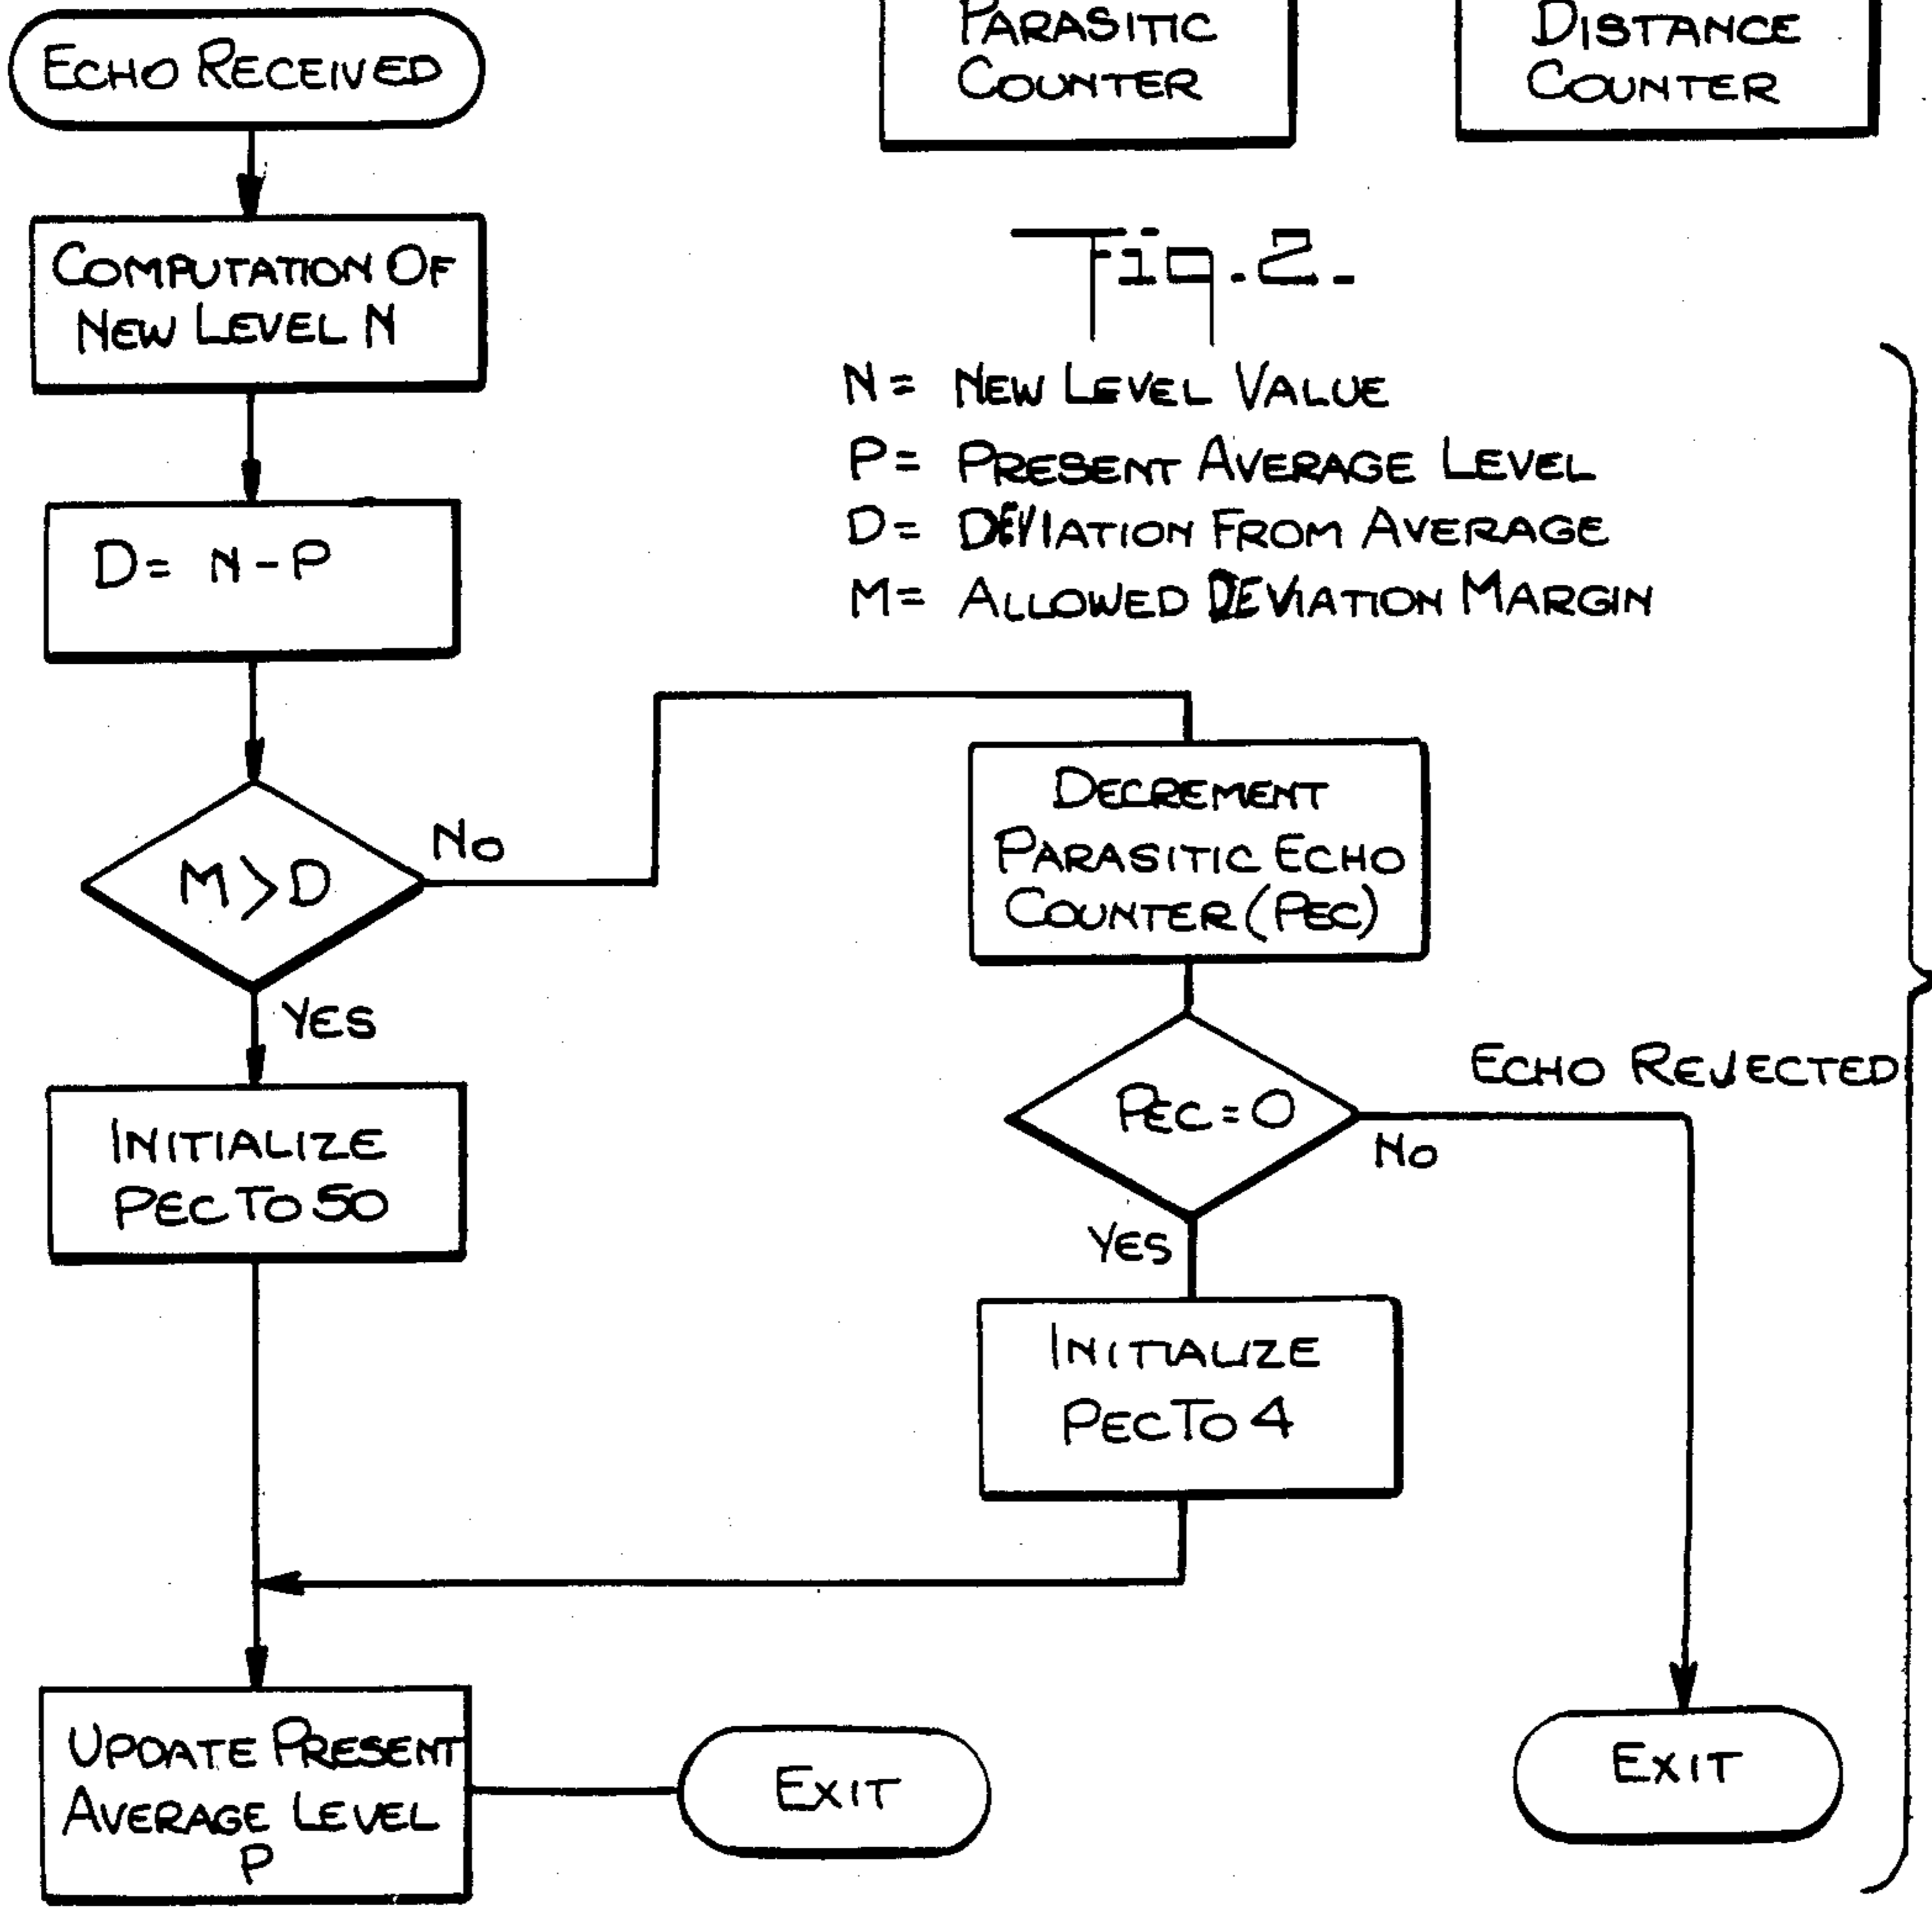 ECHO RECEIVED
PARASITIC
COUNTER
DISTANCE
COUNTER
COMPUTATION OF
NEW LEVEL N
Fig.2.
N= NEW LEVEL VALUE
P= PRESENT AVERAGE LEVEL
D= DEVIATION FROM AVERAGE
M= ALLOWED DEVIATION MARGIN
D= N-P
M>D
NO
YES
DECREMENT
PARASITIC ECHO
COUNTER (PEC)
PEC=0
ECHO REJECTED
NO
YES
INITIALIZE
PEC TO 50
INITIALIZE
PEC TO 4
UPDATE PRESENT
AVERAGE LEVEL
P
EXIT
EXIT